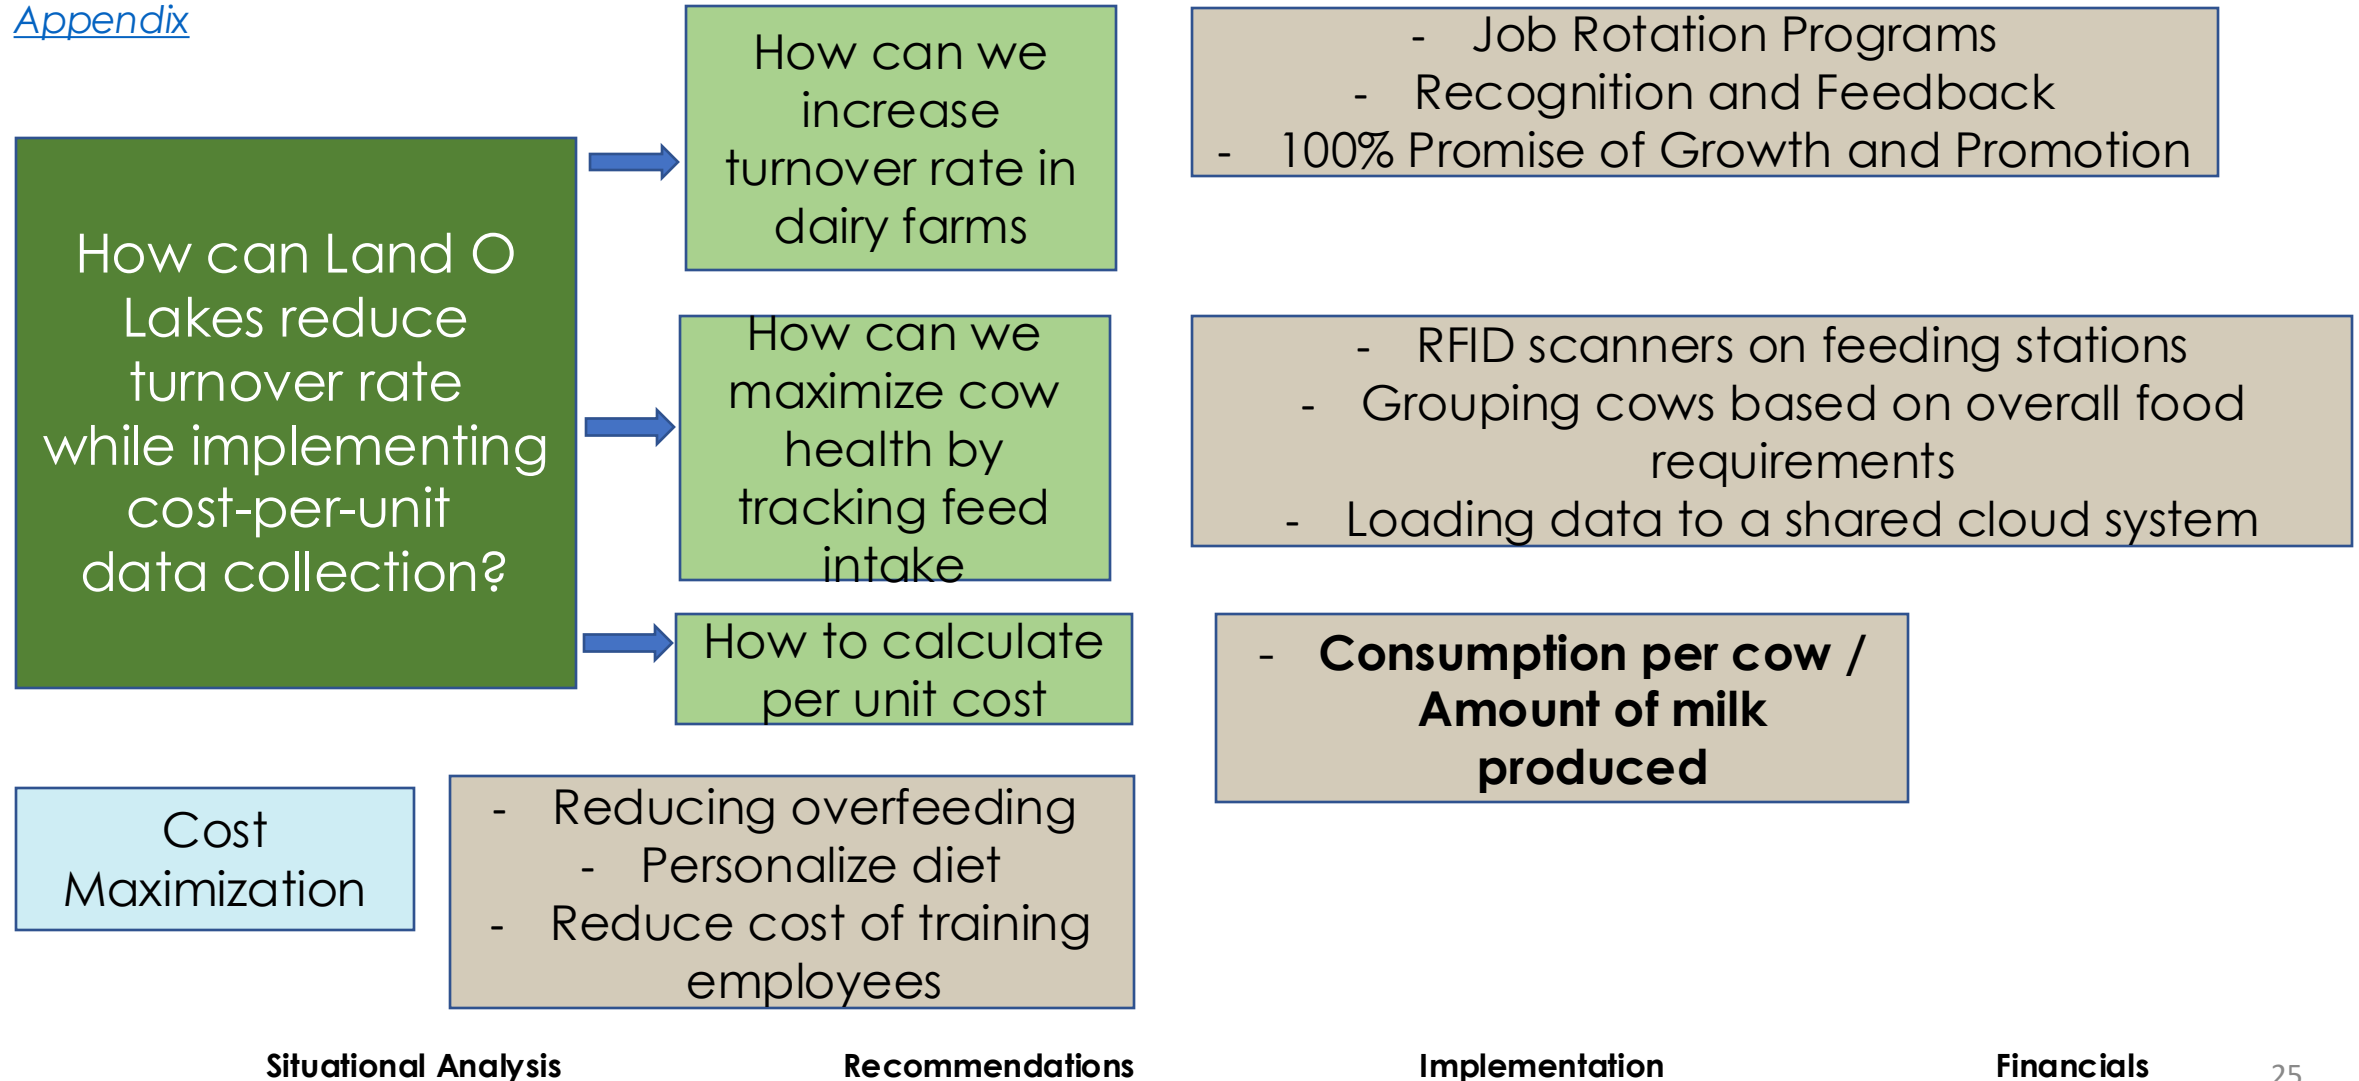 Appendix
How can Land O
Lakes reduce
turnover rate
while implementing
cost-per-unit
data collection?
How can we
increase
turnover rate in
dairy farms
- Job Rotation Programs
- Recognition and Feedback
- 100% Promise of Growth and Promotion
How can we
maximize cow
health by
tracking feed
intake
- RFID scanners on feeding stations
- Grouping cows based on overall food
requirements
- Loading data to a shared cloud system
How to calculate
per unit cost
- Consumption per cow /
Amount of milk
produced
Cost
Maximization
- Reducing overfeeding
- Personalize diet
- Reduce cost of training
employees
Situational Analysis
Recommendations
Implementation
Financials
25